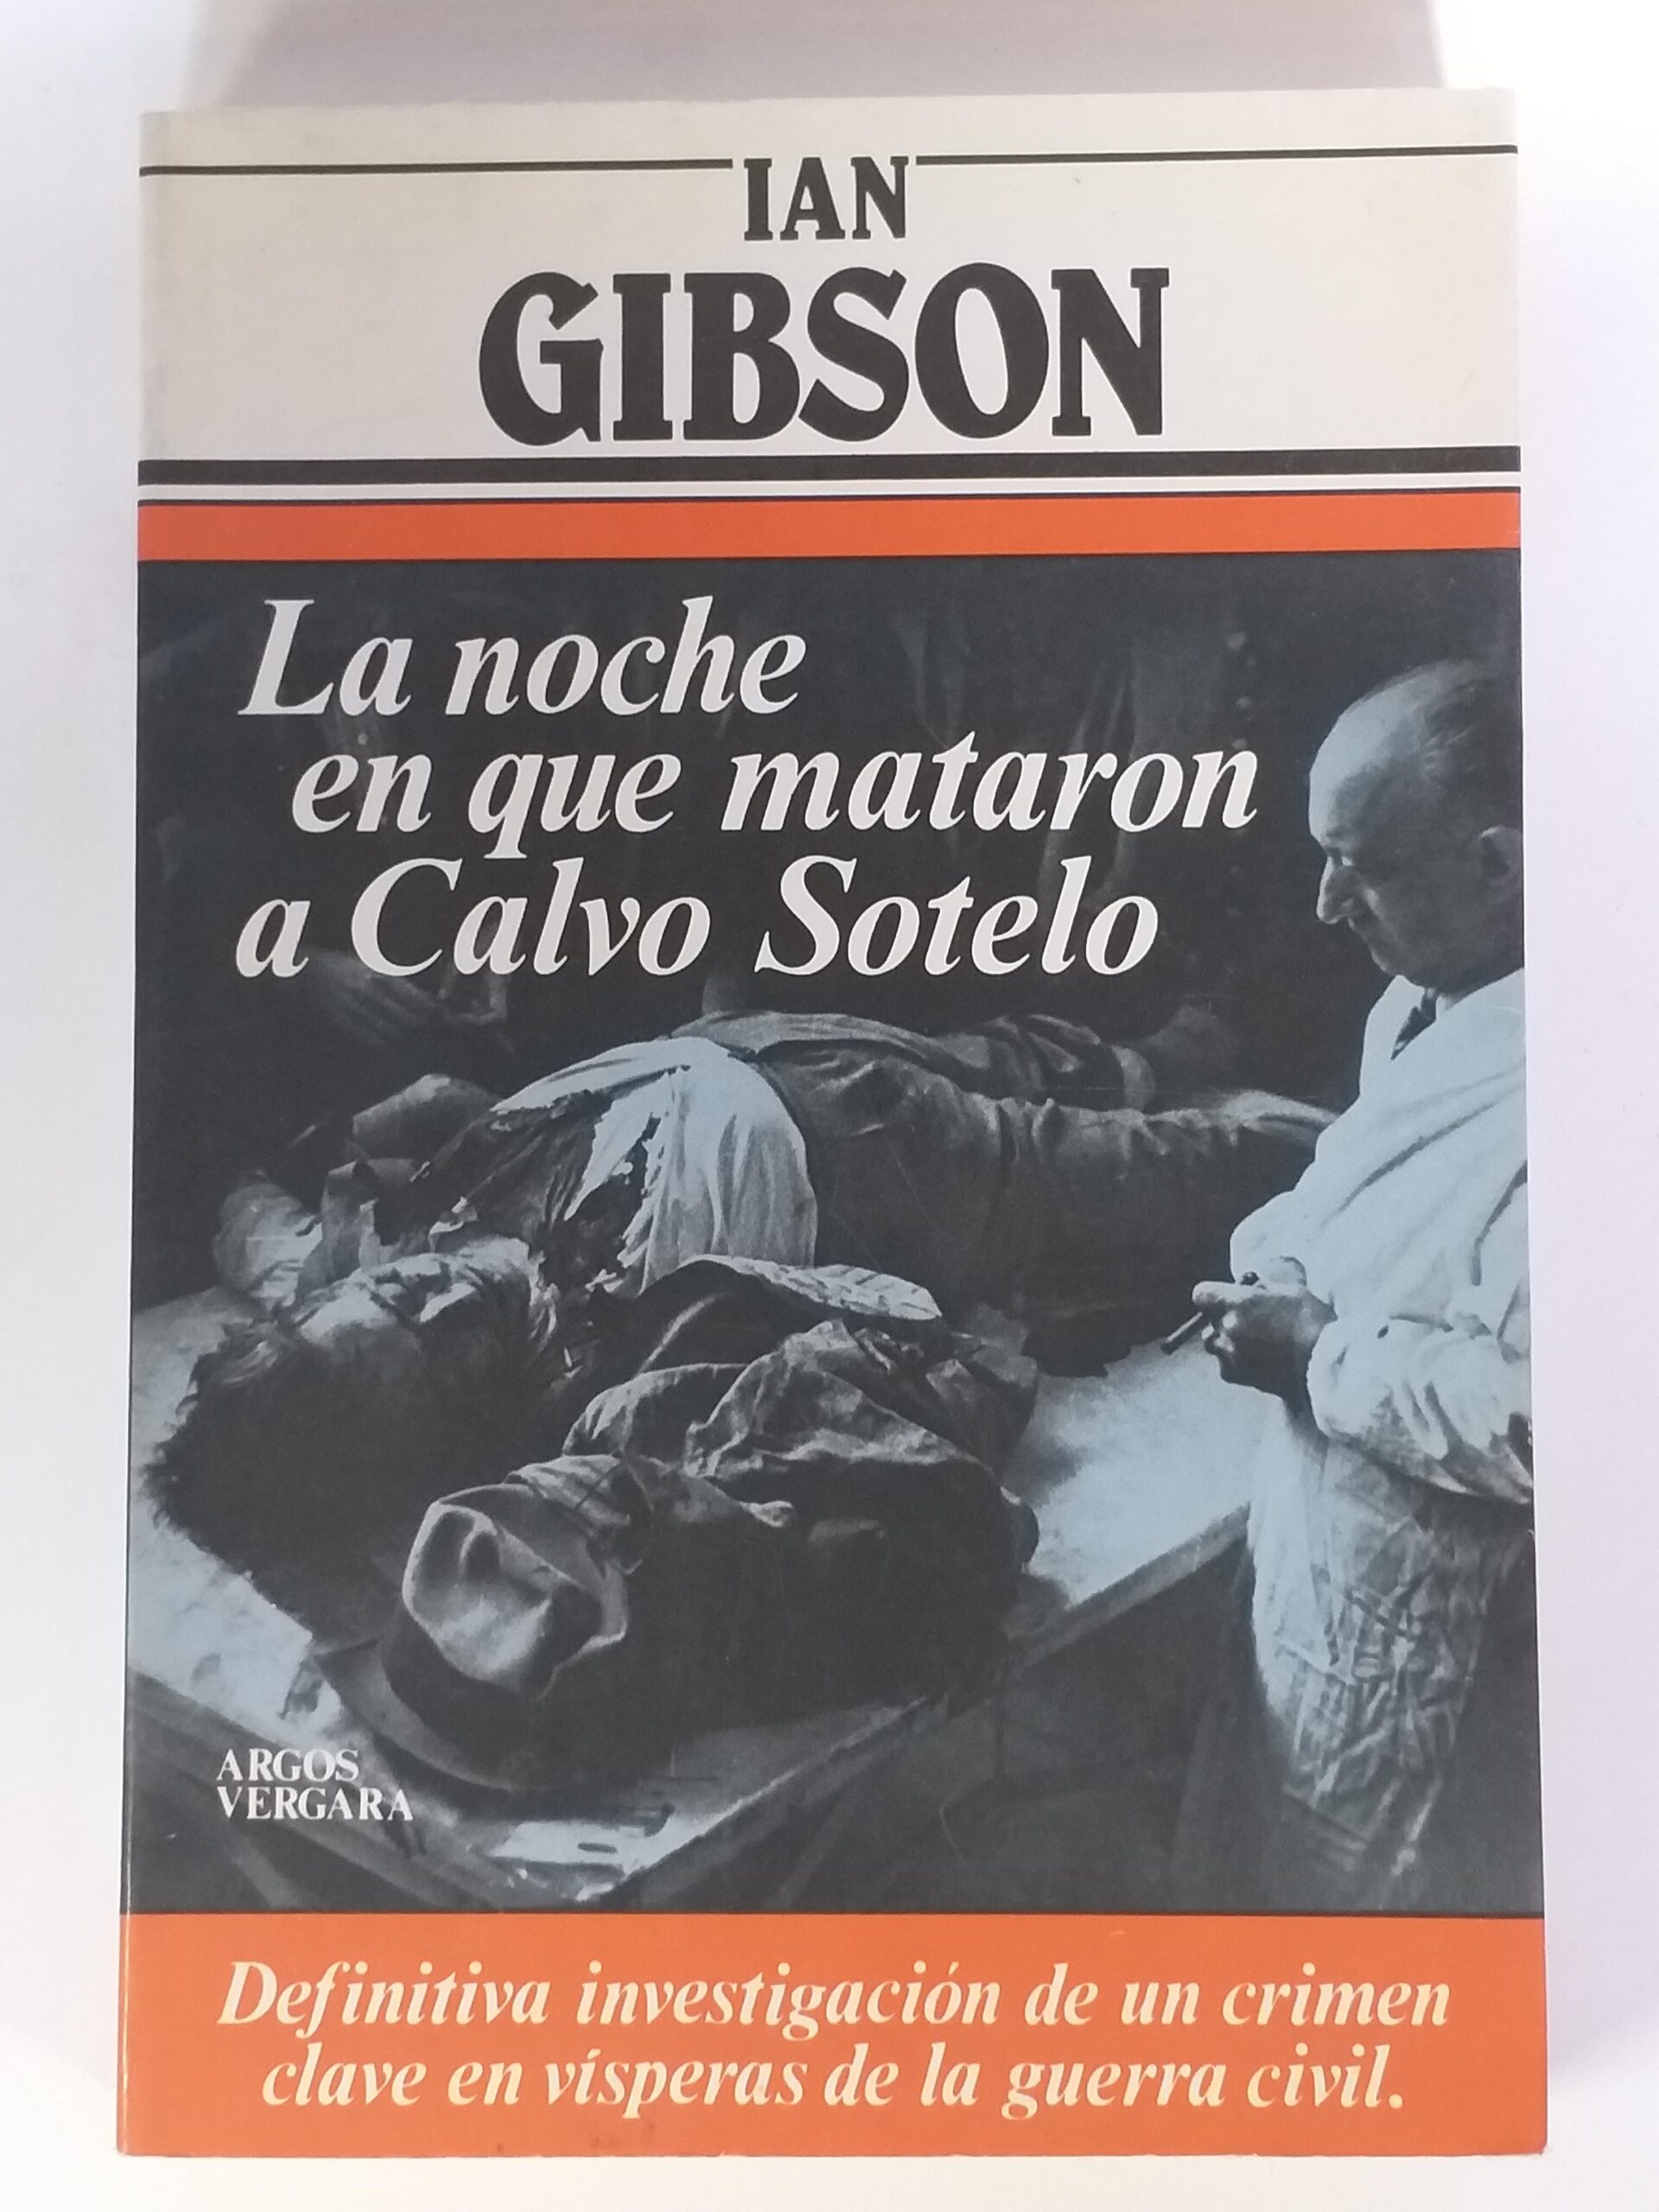 IAN
GIBSON
La noche
en que mataron
a Calvo Sotelo
ARGOS
VERGARA
Definitiva investigación de un crimen
clave en vísperas de la guerra civil.